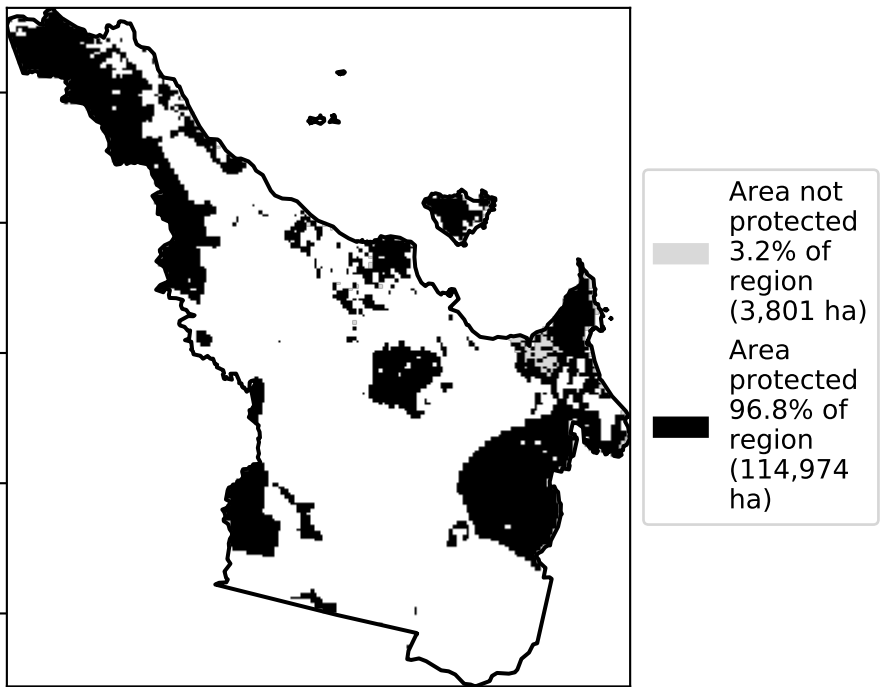 Area not
protected
3.2% of
region
(3,801 ha)
Area
protected
96.8% of
region
(114,974
ha)